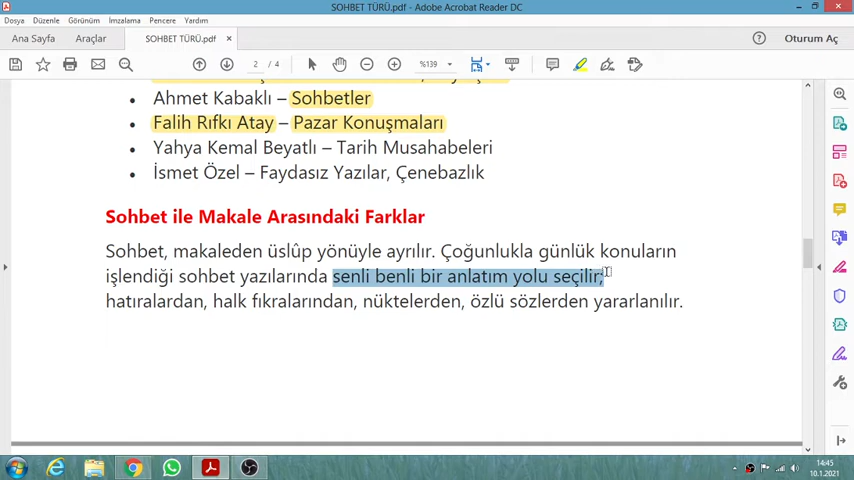 SOHBET TÜRÜ.pdf - Adobe Acrobat Reader DC
Dosya Düzenle Görünüm İmzalama Pencere Yardım
Ana Sayfa Araçlar SOHBET TÜRÜ.pdf × Oturum Aç
2 / 4 %139
• Ahmet Kabaklı – Sohbetler
• Falih Rıfkı Atay – Pazar Konuşmaları
• Yahya Kemal Beyatlı – Tarih Musahabeleri
• İsmet Özel – Faydasız Yazılar, Çenebazlık
Sohbet ile Makale Arasındaki Farklar
Sohbet, makaleden üslûp yönüyle ayrılır. Çoğunlukla günlük konuların
işlendiği sohbet yazılarında senli benli bir anlatım yolu seçilir;
hatıralardan, halk fıkralarından, nüktelerden, özlü sözlerden yararlanılır.
14:45
10.1.2021